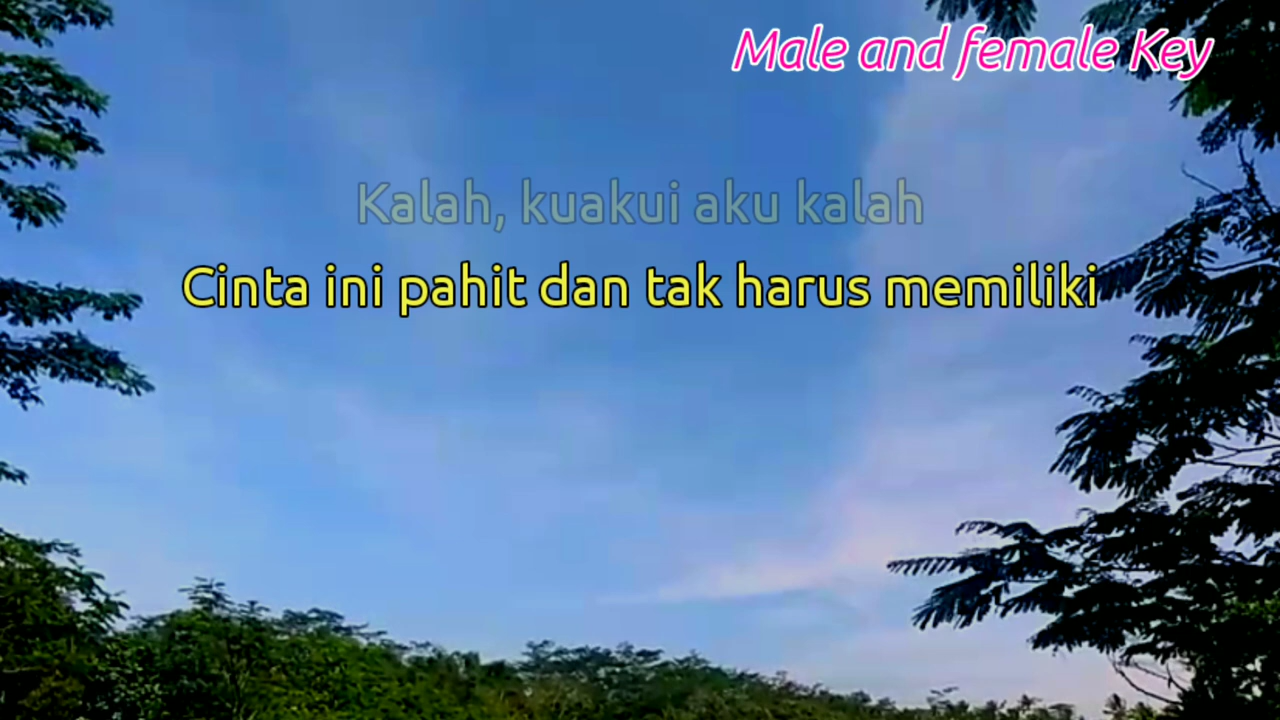 Male and female Key
Kalah, kuakui aku kalah
Cinta ini pahit dan tak harus memiliki